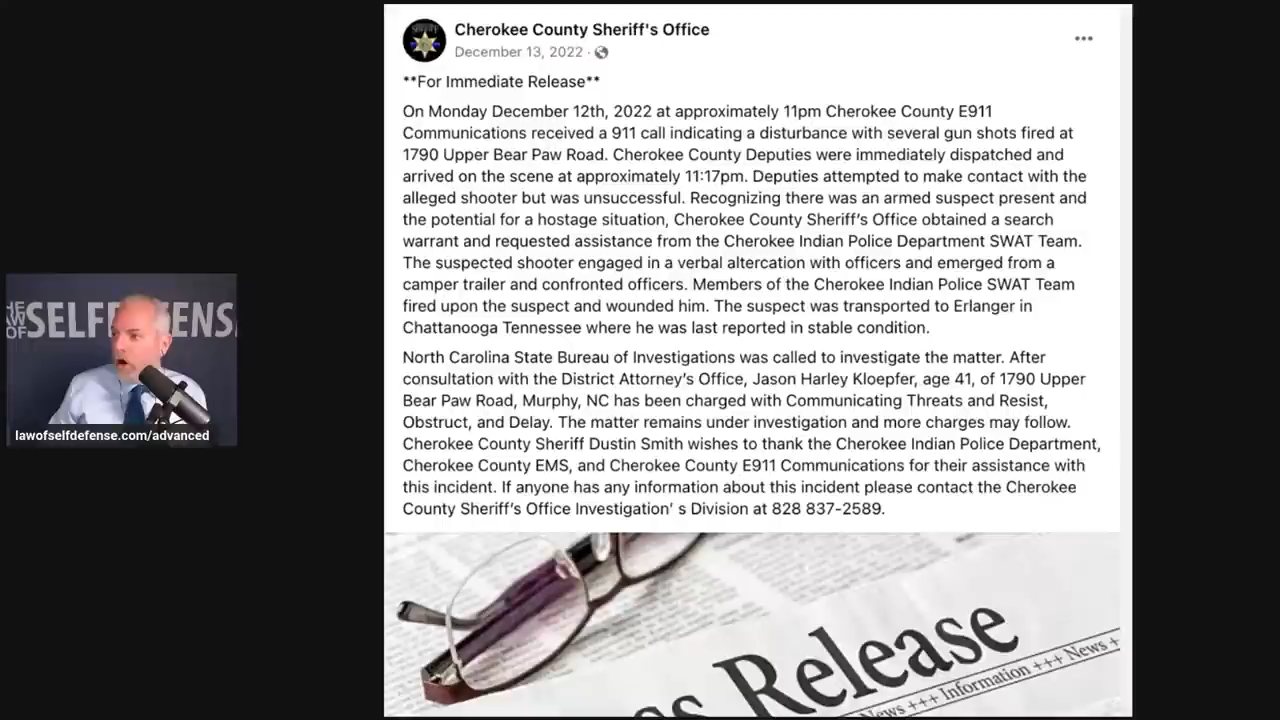 Cherokee County Sheriff's Office
December 13, 2022 ·
**For Immediate Release**
On Monday December 12th, 2022 at approximately 11pm Cherokee County E911
Communications received a 911 call indicating a disturbance with several gun shots fired at
1790 Upper Bear Paw Road. Cherokee County Deputies were immediately dispatched and
arrived on the scene at approximately 11:17pm. Deputies attempted to make contact with the
alleged shooter but was unsuccessful. Recognizing there was an armed suspect present and
the potential for a hostage situation, Cherokee County Sheriff’s Office obtained a search
warrant and requested assistance from the Cherokee Indian Police Department SWAT Team.
The suspected shooter engaged in a verbal altercation with officers and emerged from a
camper trailer and confronted officers. Members of the Cherokee Indian Police SWAT Team
fired upon the suspect and wounded him. The suspect was transported to Erlanger in
Chattanooga Tennessee where he was last reported in stable condition.
North Carolina State Bureau of Investigations was called to investigate the matter. After
consultation with the District Attorney’s Office, Jason Harley Kloepfer, age 41, of 1790 Upper
Bear Paw Road, Murphy, NC has been charged with Communicating Threats and Resist,
Obstruct, and Delay. The matter remains under investigation and more charges may follow.
Cherokee County Sheriff Dustin Smith wishes to thank the Cherokee Indian Police Department,
Cherokee County EMS, and Cherokee County E911 Communications for their assistance with
this incident. If anyone has any information about this incident please contact the Cherokee
County Sheriff’s Office Investigation’ s Division at 828 837-2589.
ss Release
News +++ Information +++ News +
THE LAW OF SELF DEFENS
lawofselfdefense.com/advanced